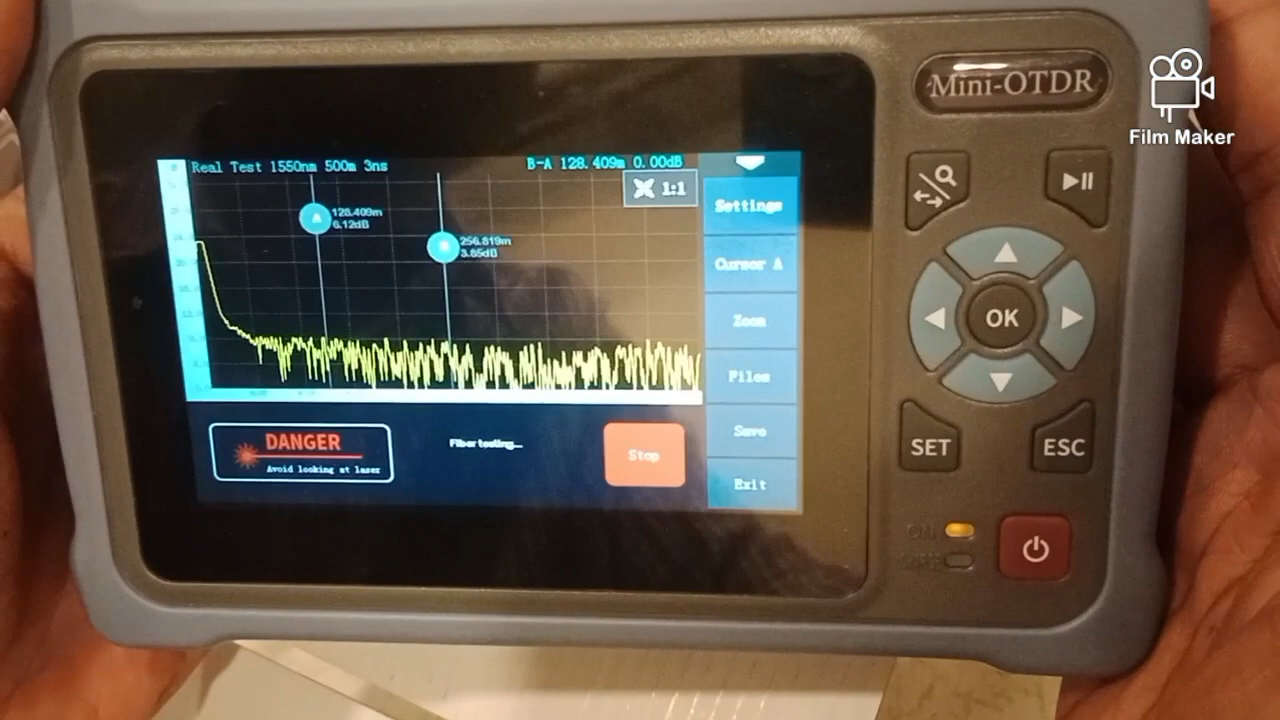 Mini-OTDR
Film Maker
Real Test 1550nm 500m 3ns
B-A 128.409m 0.00dB
1:1
A
128.409m
6.12dB
256.819m
3.65dB
Settings
Cursor A
Zoom
Files
Save
Exit
DANGER
Avoid looking at laser
Fiber testing...
Stop
OK
SET
ESC
ON